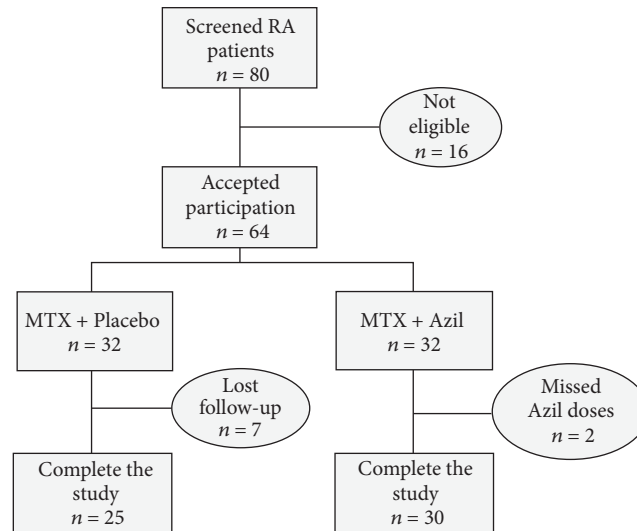 Screened RA
patients
n = 80
Not
eligible
n = 16
Accepted
participation
n = 64
MTX + Placebo
n = 32
MTX + Azil
n = 32
Lost
follow-up
n = 7
Missed
Azil doses
n = 2
Complete the
study
n = 25
Complete the
study
n = 30